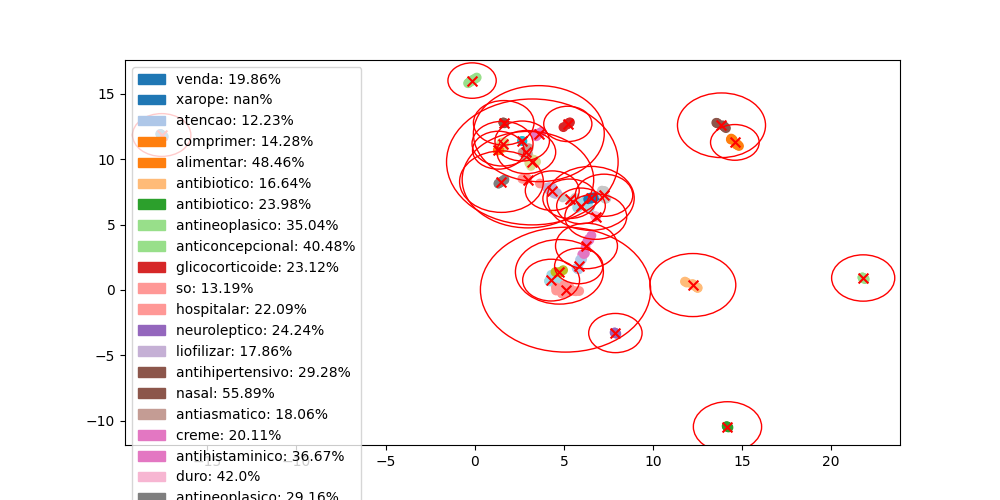 venda: 19.86%
xarope: nan%
atencao: 12.23%
comprimer: 14.28%
alimentar: 48.46%
antibiotico: 16.64%
antibiotico: 23.98%
antineoplasico: 35.04%
anticoncepcional: 40.48%
glicocorticoide: 23.12%
so: 13.19%
hospitalar: 22.09%
neuroleptico: 24.24%
liofilizar: 17.86%
antihipertensivo: 29.28%
nasal: 55.89%
antiasmatico: 18.06%
creme: 20.11%
antihistaminico: 36.67%
duro: 42.0%
antineoplasico: 29.16%
15
10
5
0
−5
−10
−15 −10 −5 0 5 10 15 20